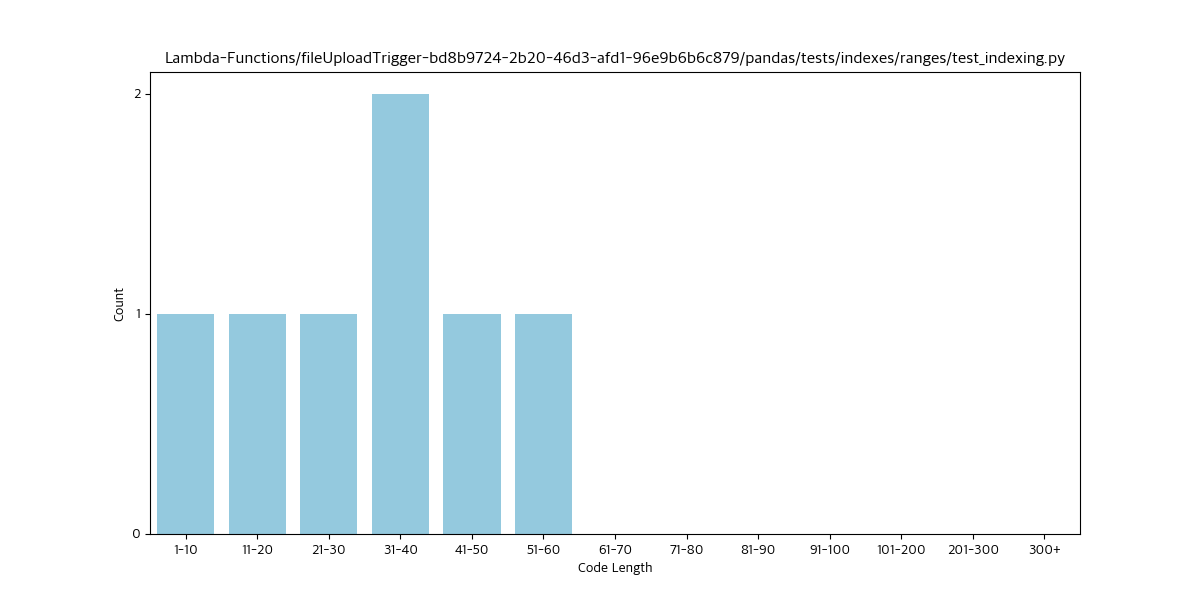 Lambda-Functions/fileUploadTrigger-bd8b9724-2b20-46d3-afd1-96e9b6b6c879/pandas/tests/indexes/ranges/test_indexing.py
2
1
0
Count
1-10 11-20 21-30 31-40 41-50 51-60 61-70 71-80 81-90 91-100 101-200 201-300 300+
Code Length